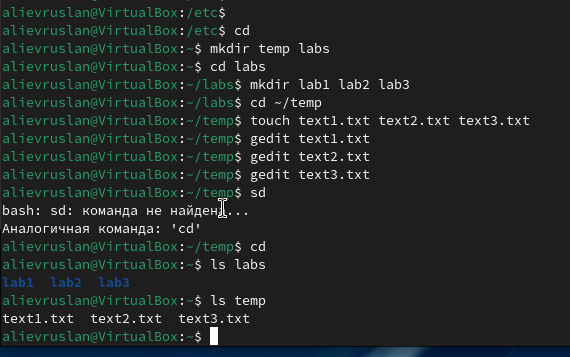 alievruslan@VirtualBox:/etc$
alievruslan@VirtualBox:/etc$ cd
alievruslan@VirtualBox:~$ mkdir temp labs
alievruslan@VirtualBox:~$ cd labs
alievruslan@VirtualBox:~/labs$ mkdir lab1 lab2 lab3
alievruslan@VirtualBox:~/labs$ cd ~/temp
alievruslan@VirtualBox:~/temp$ touch text1.txt text2.txt text3.txt
alievruslan@VirtualBox:~/temp$ gedit text1.txt
alievruslan@VirtualBox:~/temp$ gedit text2.txt
alievruslan@VirtualBox:~/temp$ gedit text3.txt
alievruslan@VirtualBox:~/temp$ sd
bash: sd: команда не найдена...
Аналогичная команда: 'cd'
alievruslan@VirtualBox:~/temp$ cd
alievruslan@VirtualBox:~$ ls labs
lab1 lab2 lab3
alievruslan@VirtualBox:~$ ls temp
text1.txt text2.txt text3.txt
alievruslan@VirtualBox:~$